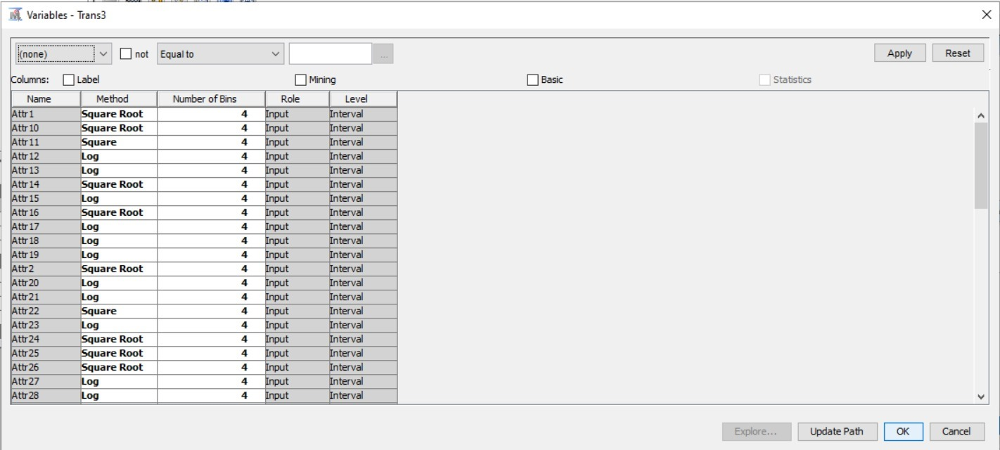 Variables - Trans3
(none) not Equal to ... Apply Reset
Columns: Label Mining Basic Statistics
Name Method Number of Bins Role Level
Attr1 Square Root 4 Input Interval
Attr10 Square Root 4 Input Interval
Attr11 Square 4 Input Interval
Attr12 Log 4 Input Interval
Attr13 Log 4 Input Interval
Attr14 Square Root 4 Input Interval
Attr15 Log 4 Input Interval
Attr16 Square Root 4 Input Interval
Attr17 Log 4 Input Interval
Attr18 Log 4 Input Interval
Attr19 Log 4 Input Interval
Attr2 Square Root 4 Input Interval
Attr20 Log 4 Input Interval
Attr21 Log 4 Input Interval
Attr22 Square 4 Input Interval
Attr23 Log 4 Input Interval
Attr24 Square Root 4 Input Interval
Attr25 Square Root 4 Input Interval
Attr26 Square Root 4 Input Interval
Attr27 Log 4 Input Interval
Attr28 Log 4 Input Interval
Explore... Update Path OK Cancel